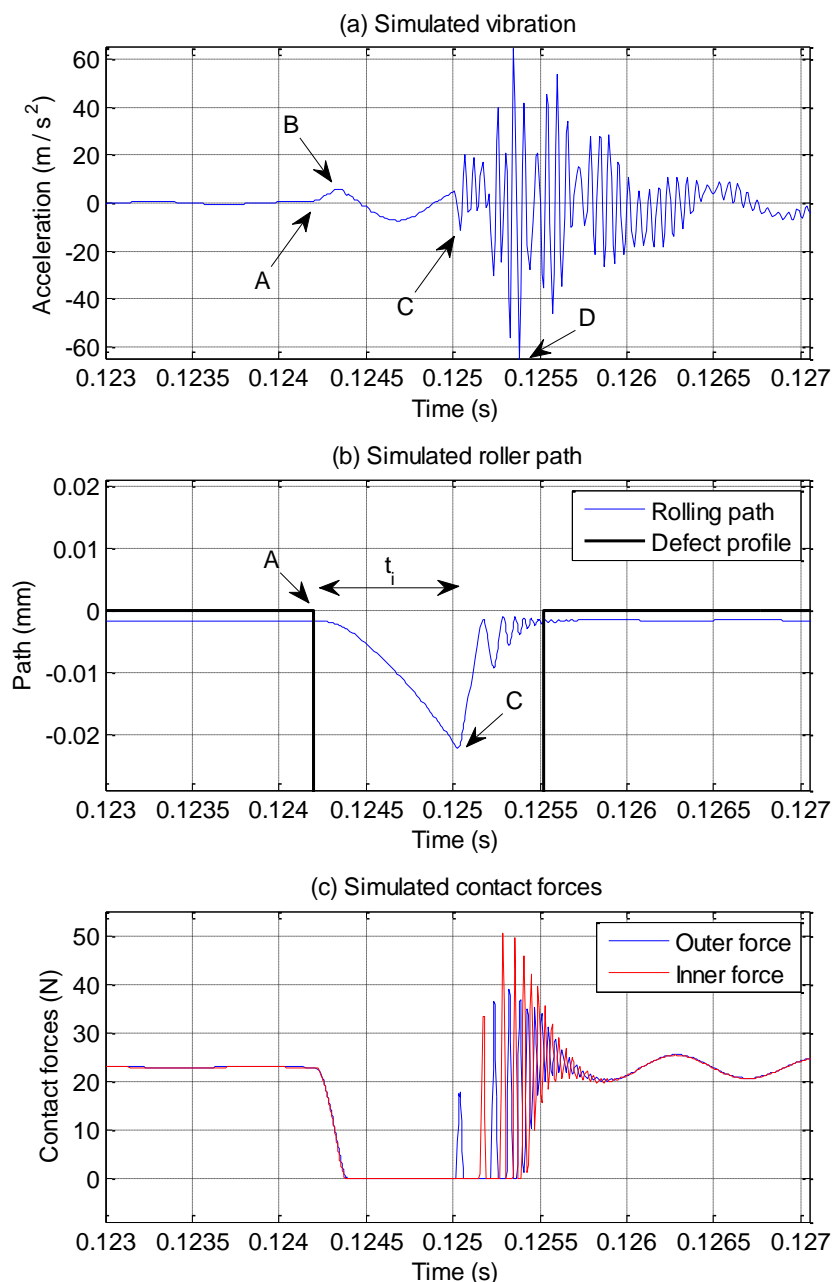 (a) Simulated vibration
60
40
20
0
-20
-40
-60
Acceleration (m / s²)
A
B
C
D
0.123 0.1235 0.124 0.1245 0.125 0.1255 0.126 0.1265 0.127
Time (s)
(b) Simulated roller path
0.02
0.01
0
-0.01
-0.02
Path (mm)
A
tᵢ
C
Rolling path
Defect profile
0.123 0.1235 0.124 0.1245 0.125 0.1255 0.126 0.1265 0.127
Time (s)
(c) Simulated contact forces
50
40
30
20
10
0
Contact forces (N)
Outer force
Inner force
0.123 0.1235 0.124 0.1245 0.125 0.1255 0.126 0.1265 0.127
Time (s)